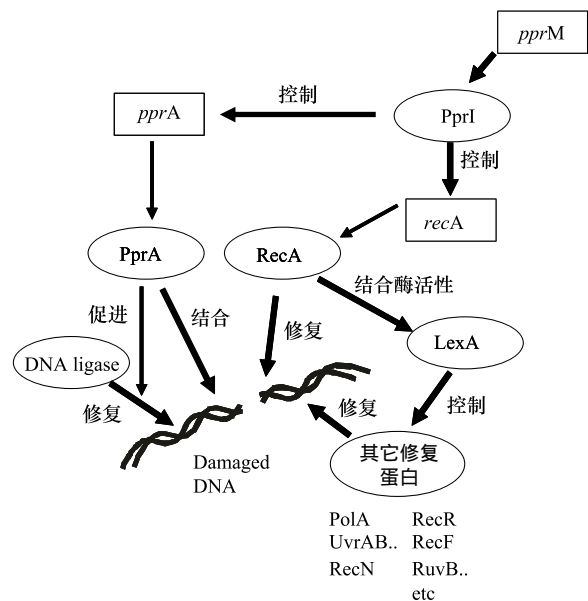 pprM
控制
pprA
PprI
控制
recA
PprA
RecA
促进
结合
结合酶活性
修复
DNA ligase
LexA
修复
修复
控制
Damaged
DNA
其它修复
蛋白
PolA
RecR
UvrAB..
RecF
RecN
RuvB..
etc